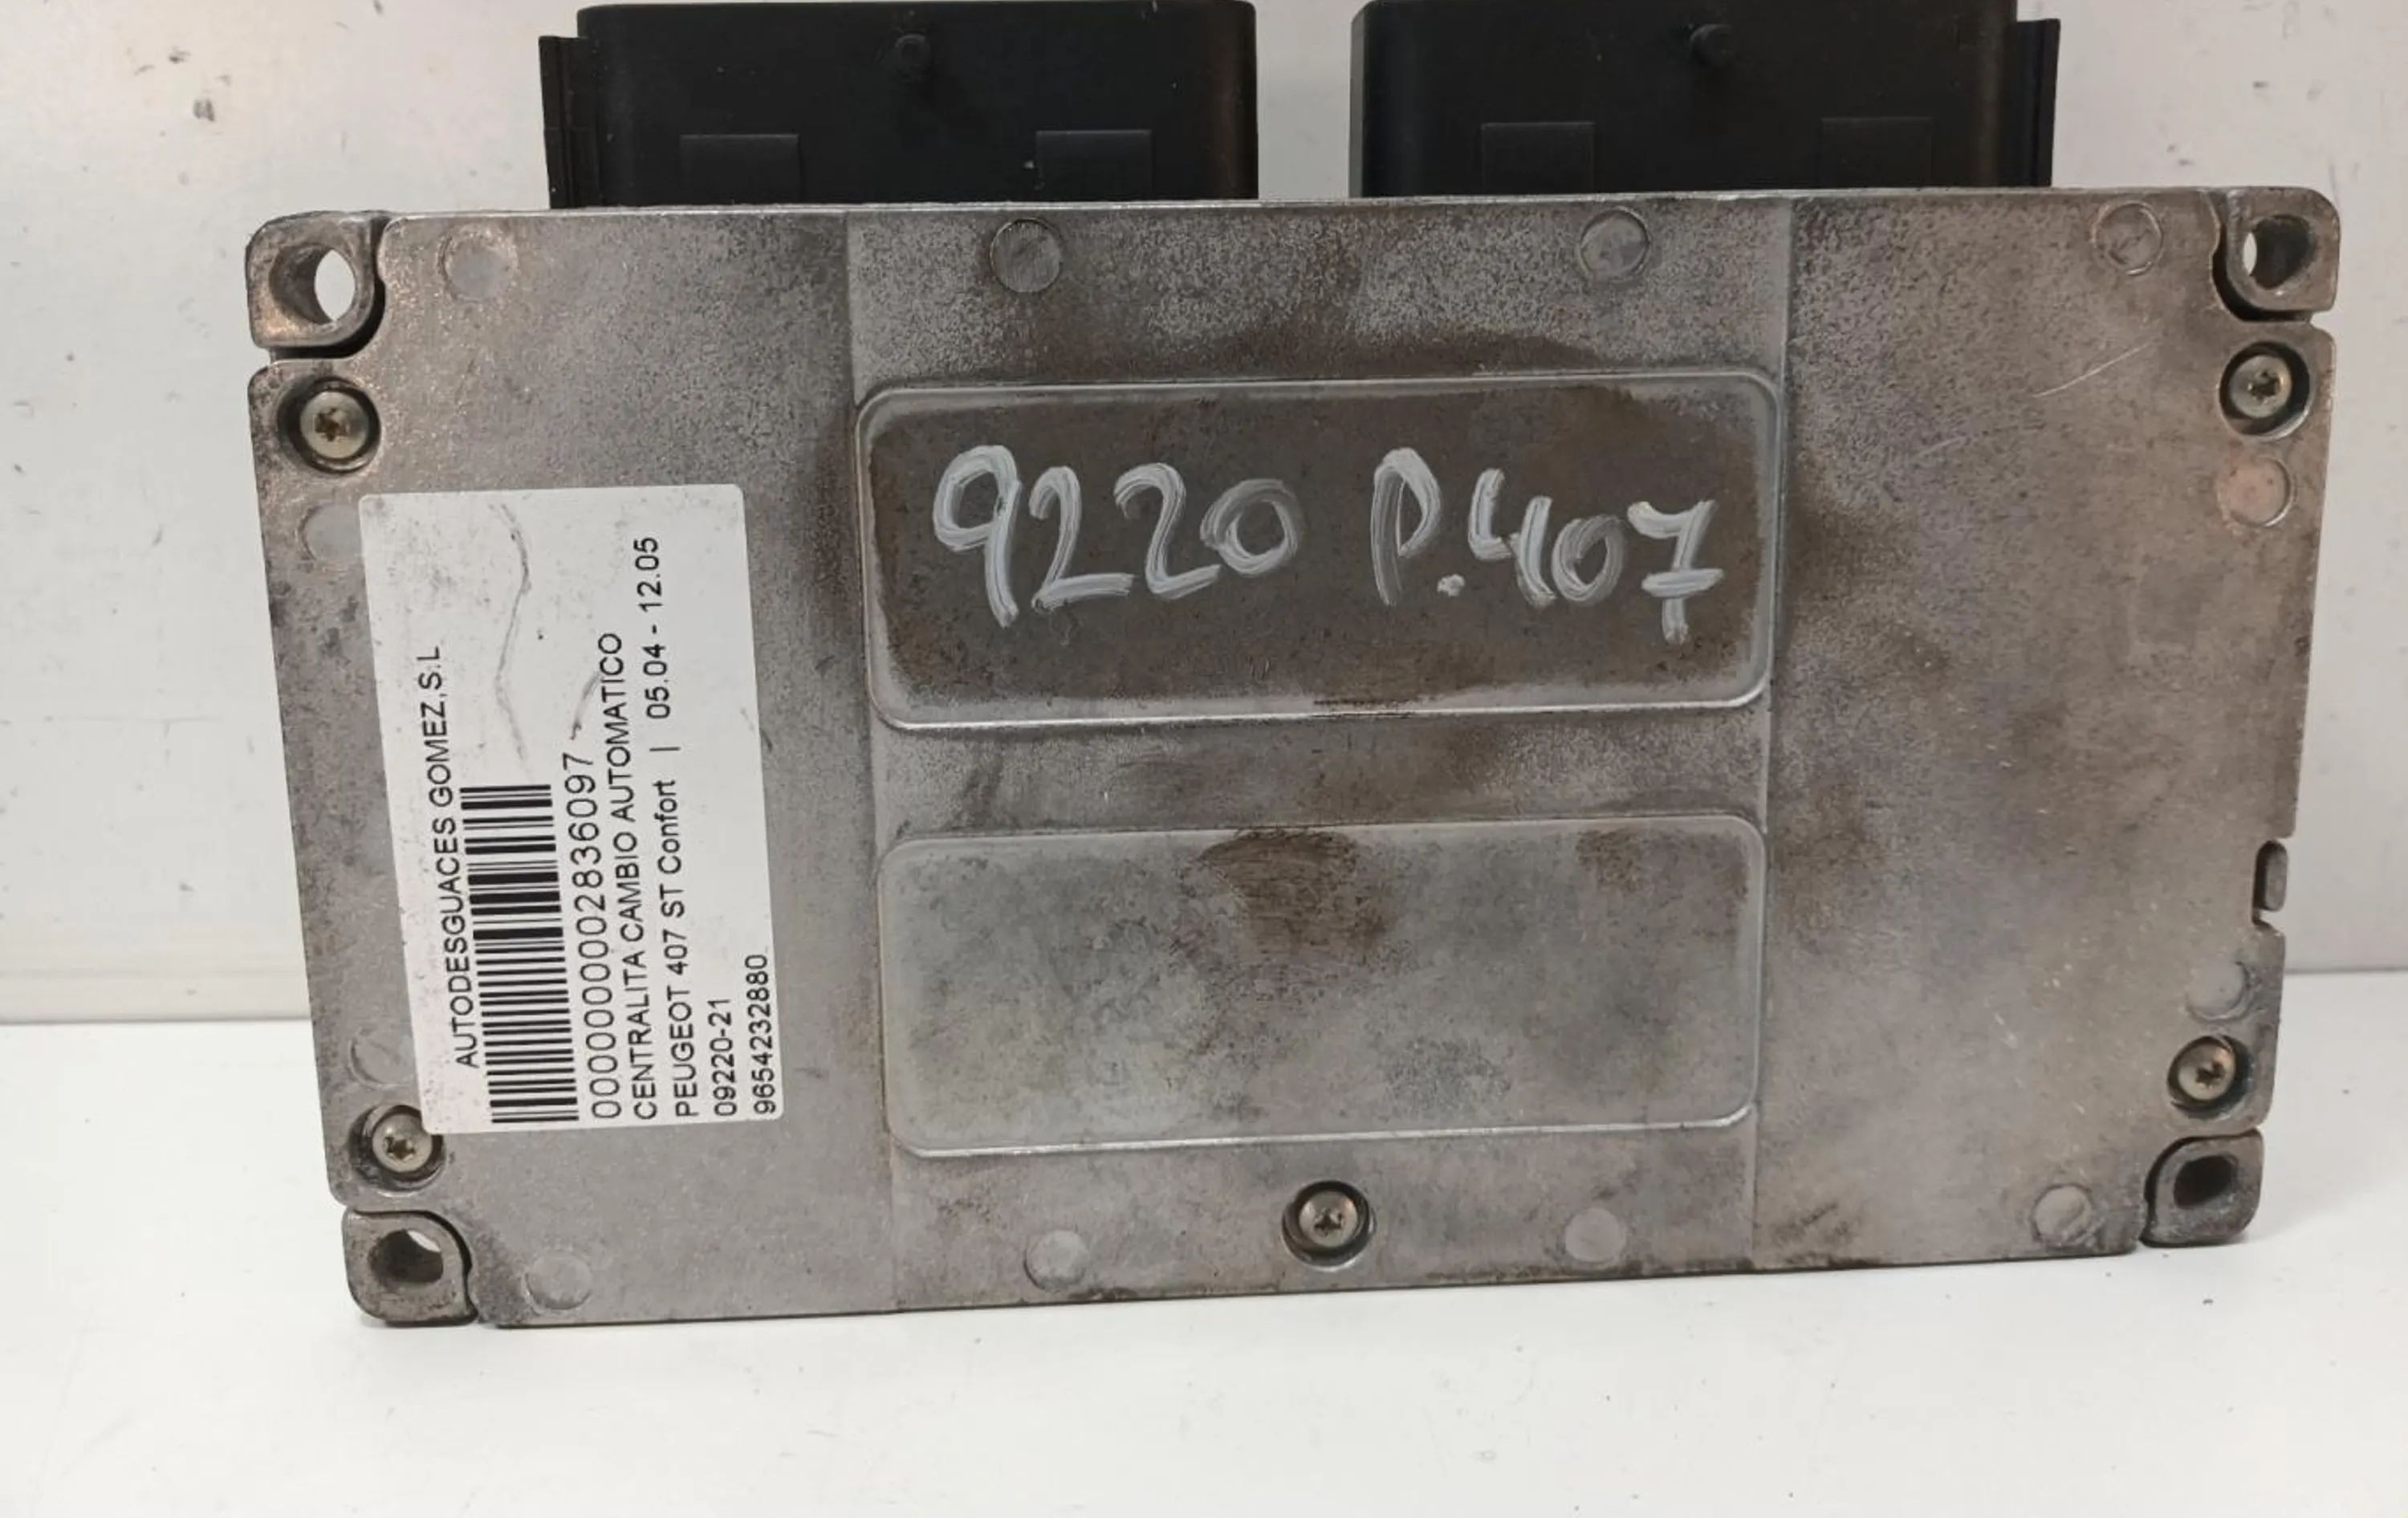 9220 P.407
AUTODESGUACES GOMEZ,S.L
0000000002836097
CENTRALITA CAMBIO AUTOMATICO
PEUGEOT 407 ST Confort | 05.04 - 12.05
09220-21
9654232880